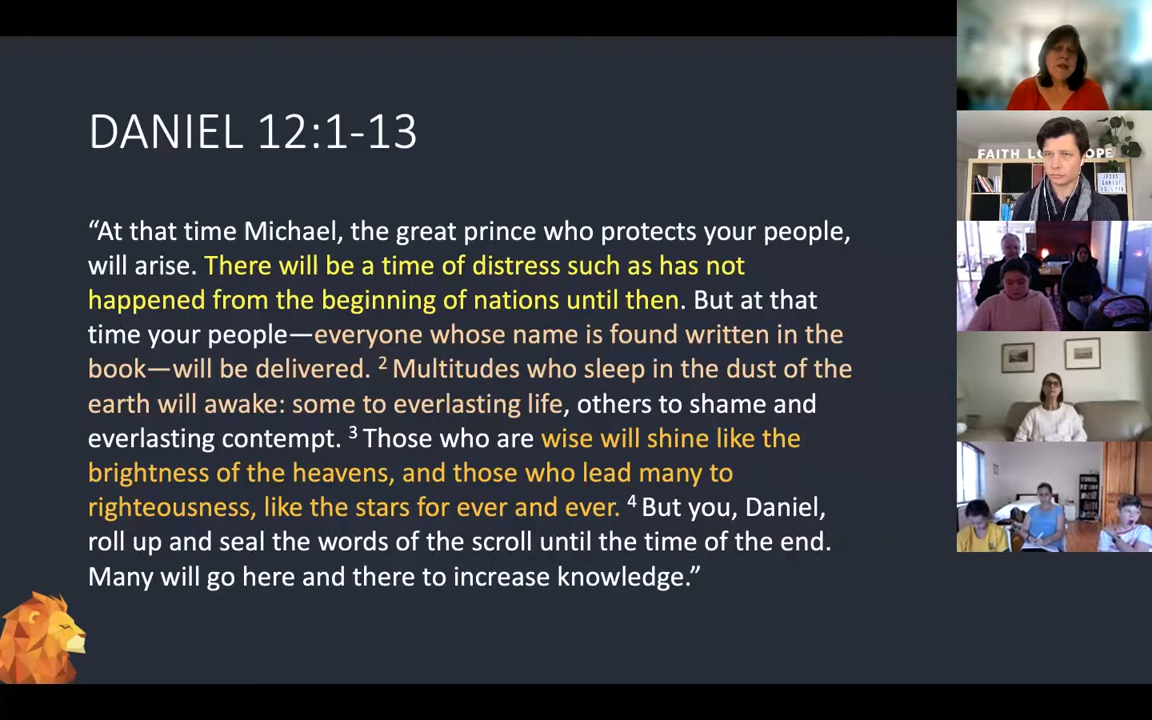 DANIEL 12:1-13
“At that time Michael, the great prince who protects your people,
will arise. There will be a time of distress such as has not
happened from the beginning of nations until then. But at that
time your people—everyone whose name is found written in the
book—will be delivered. ² Multitudes who sleep in the dust of the
earth will awake: some to everlasting life, others to shame and
everlasting contempt. ³ Those who are wise will shine like the
brightness of the heavens, and those who lead many to
righteousness, like the stars for ever and ever. ⁴ But you, Daniel,
roll up and seal the words of the scroll until the time of the end.
Many will go here and there to increase knowledge.”
FAITH